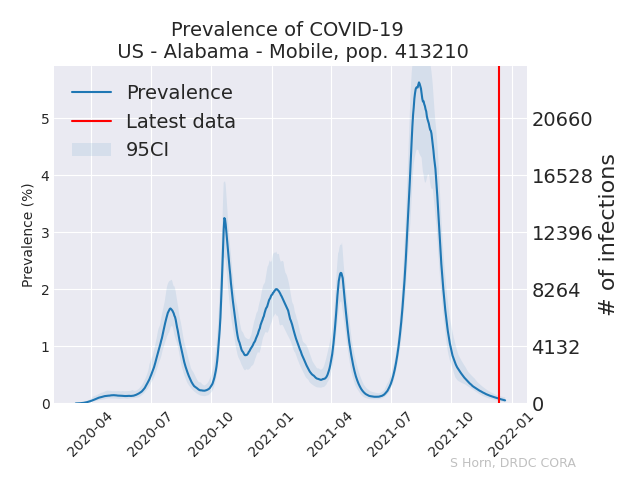 Prevalence of COVID-19
US - Alabama - Mobile, pop. 413210
Prevalence
Latest data
95CI
Prevalence (%)
5
4
3
2
1
0
20660
16528
12396
8264
4132
0
# of infections
2020-04
2020-07
2020-10
2021-01
2021-04
2021-07
2021-10
2022-01
S Horn, DRDC CORA